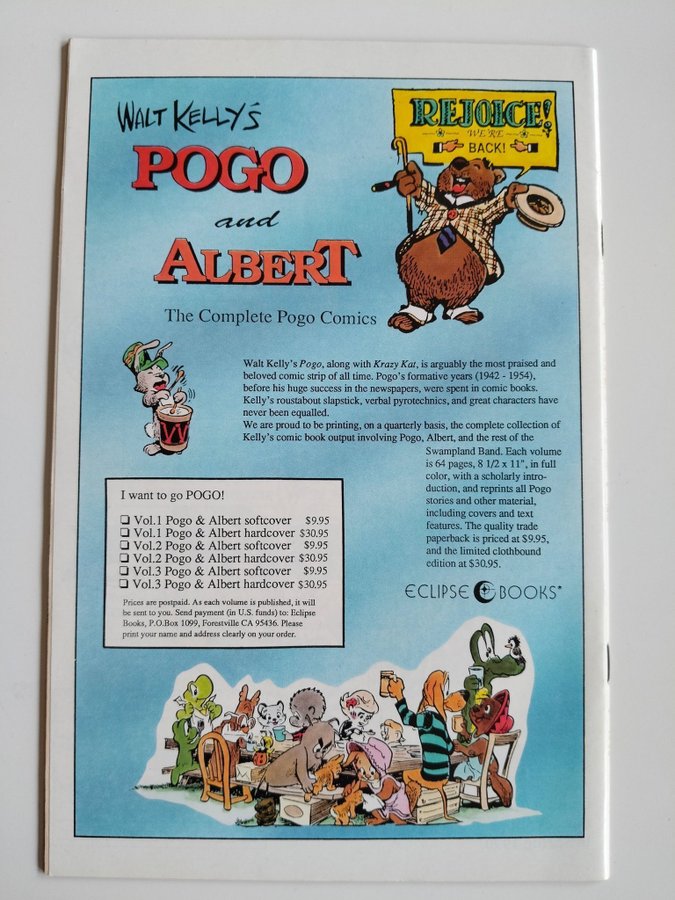 WALT KELLY'S
POGO
and
ALBERT
The Complete Pogo Comics
REJOICE!
WE'RE
BACK!
Walt Kelly's Pogo, along with Krazy Kat, is arguably the most praised and
beloved comic strip of all time. Pogo's formative years (1942 - 1954),
before his huge success in the newspapers, were spent in comic books.
Kelly's roustabout slapstick, verbal pyrotechnics, and great characters have
never been equalled.
We are proud to be printing, on a quarterly basis, the complete collection of
Kelly's comic book output involving Pogo, Albert, and the rest of the
Swampland Band. Each volume
is 64 pages, 8 1/2 x 11", in full
color, with a scholarly intro-
duction, and reprints all Pogo
stories and other material,
including covers and text
features. The quality trade
paperback is priced at $9.95,
and the limited clothbound
edition at $30.95.
ECLIPSE BOOKS
I want to go POGO!
Vol.1 Pogo & Albert softcover $9.95
Vol.1 Pogo & Albert hardcover $30.95
Vol.2 Pogo & Albert softcover $9.95
Vol.2 Pogo & Albert hardcover $30.95
Vol.3 Pogo & Albert softcover $9.95
Vol.3 Pogo & Albert hardcover $30.95
Prices are postpaid. As each volume is published, it will
be sent to you. Send payment (in U.S. funds) to: Eclipse
Books, P.O.Box 1099, Forestville CA 95436. Please
print your name and address clearly on your order.